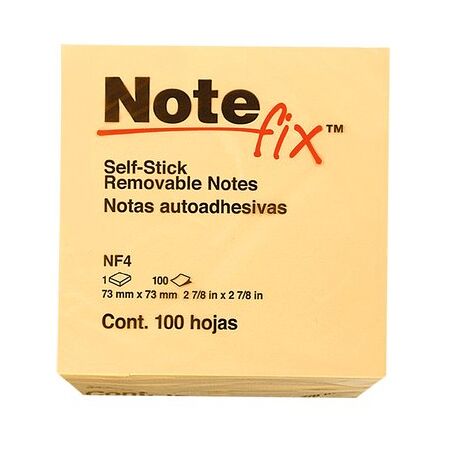 Note
fix™
Self-Stick
Removable Notes
Notas autoadhesivas
NF4
1 100
73 mm x 73 mm 2 7/8 in x 2 7/8 in
Cont. 100 hojas